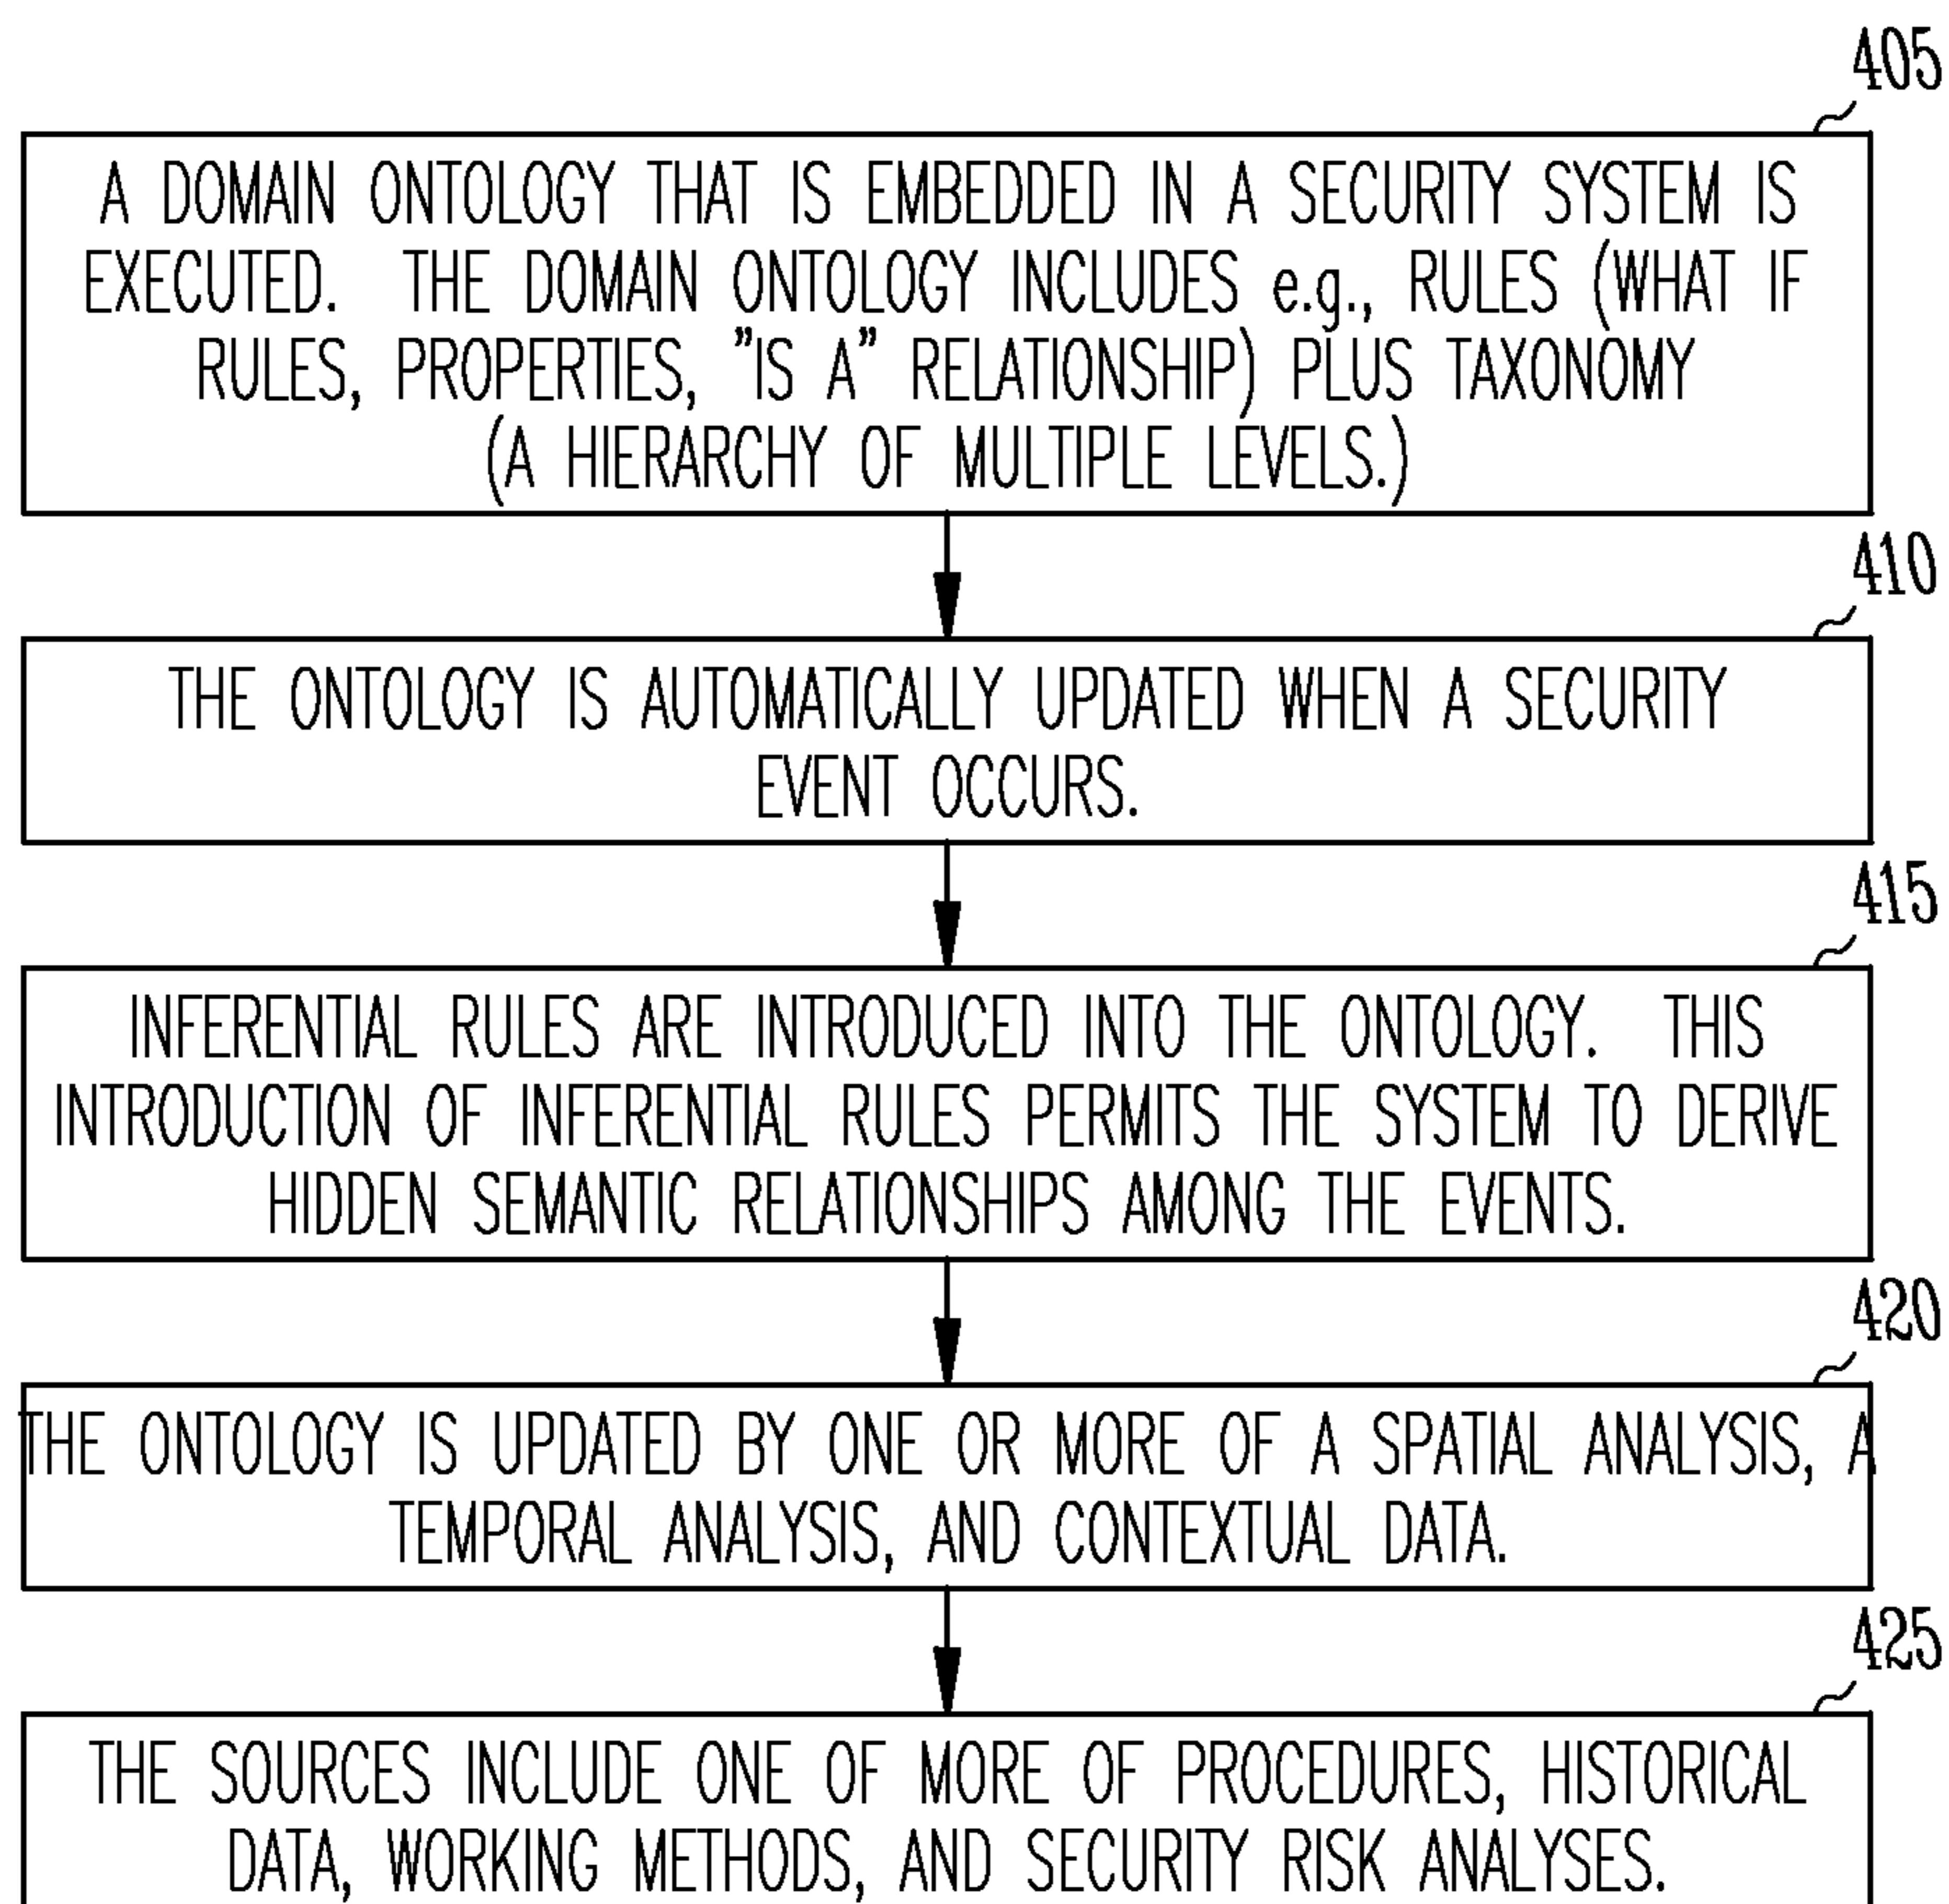 405
A DOMAIN ONTOLOGY THAT IS EMBEDDED IN A SECURITY SYSTEM IS
EXECUTED. THE DOMAIN ONTOLOGY INCLUDES e.g., RULES (WHAT IF
RULES, PROPERTIES, "IS A" RELATIONSHIP) PLUS TAXONOMY
(A HIERARCHY OF MULTIPLE LEVELS.)
410
THE ONTOLOGY IS AUTOMATICALLY UPDATED WHEN A SECURITY
EVENT OCCURS.
415
INFERENTIAL RULES ARE INTRODUCED INTO THE ONTOLOGY. THIS
INTRODUCTION OF INFERENTIAL RULES PERMITS THE SYSTEM TO DERIVE
HIDDEN SEMANTIC RELATIONSHIPS AMONG THE EVENTS.
420
THE ONTOLOGY IS UPDATED BY ONE OR MORE OF A SPATIAL ANALYSIS, A
TEMPORAL ANALYSIS, AND CONTEXTUAL DATA.
425
THE SOURCES INCLUDE ONE OF MORE OF PROCEDURES, HISTORICAL
DATA, WORKING METHODS, AND SECURITY RISK ANALYSES.